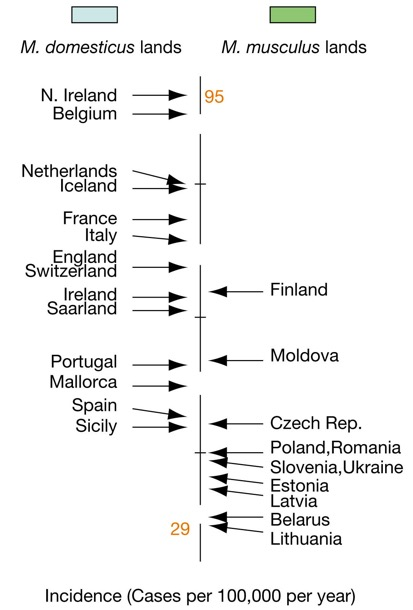 M. domesticus lands
M. musculus lands
N. Ireland
95
Belgium
Netherlands
Iceland
France
Italy
England
Switzerland
Finland
Ireland
Saarland
Moldova
Portugal
Mallorca
Spain
Sicily
Czech Rep.
Poland,Romania
Slovenia,Ukraine
Estonia
Latvia
Belarus
29
Lithuania
Incidence (Cases per 100,000 per year)